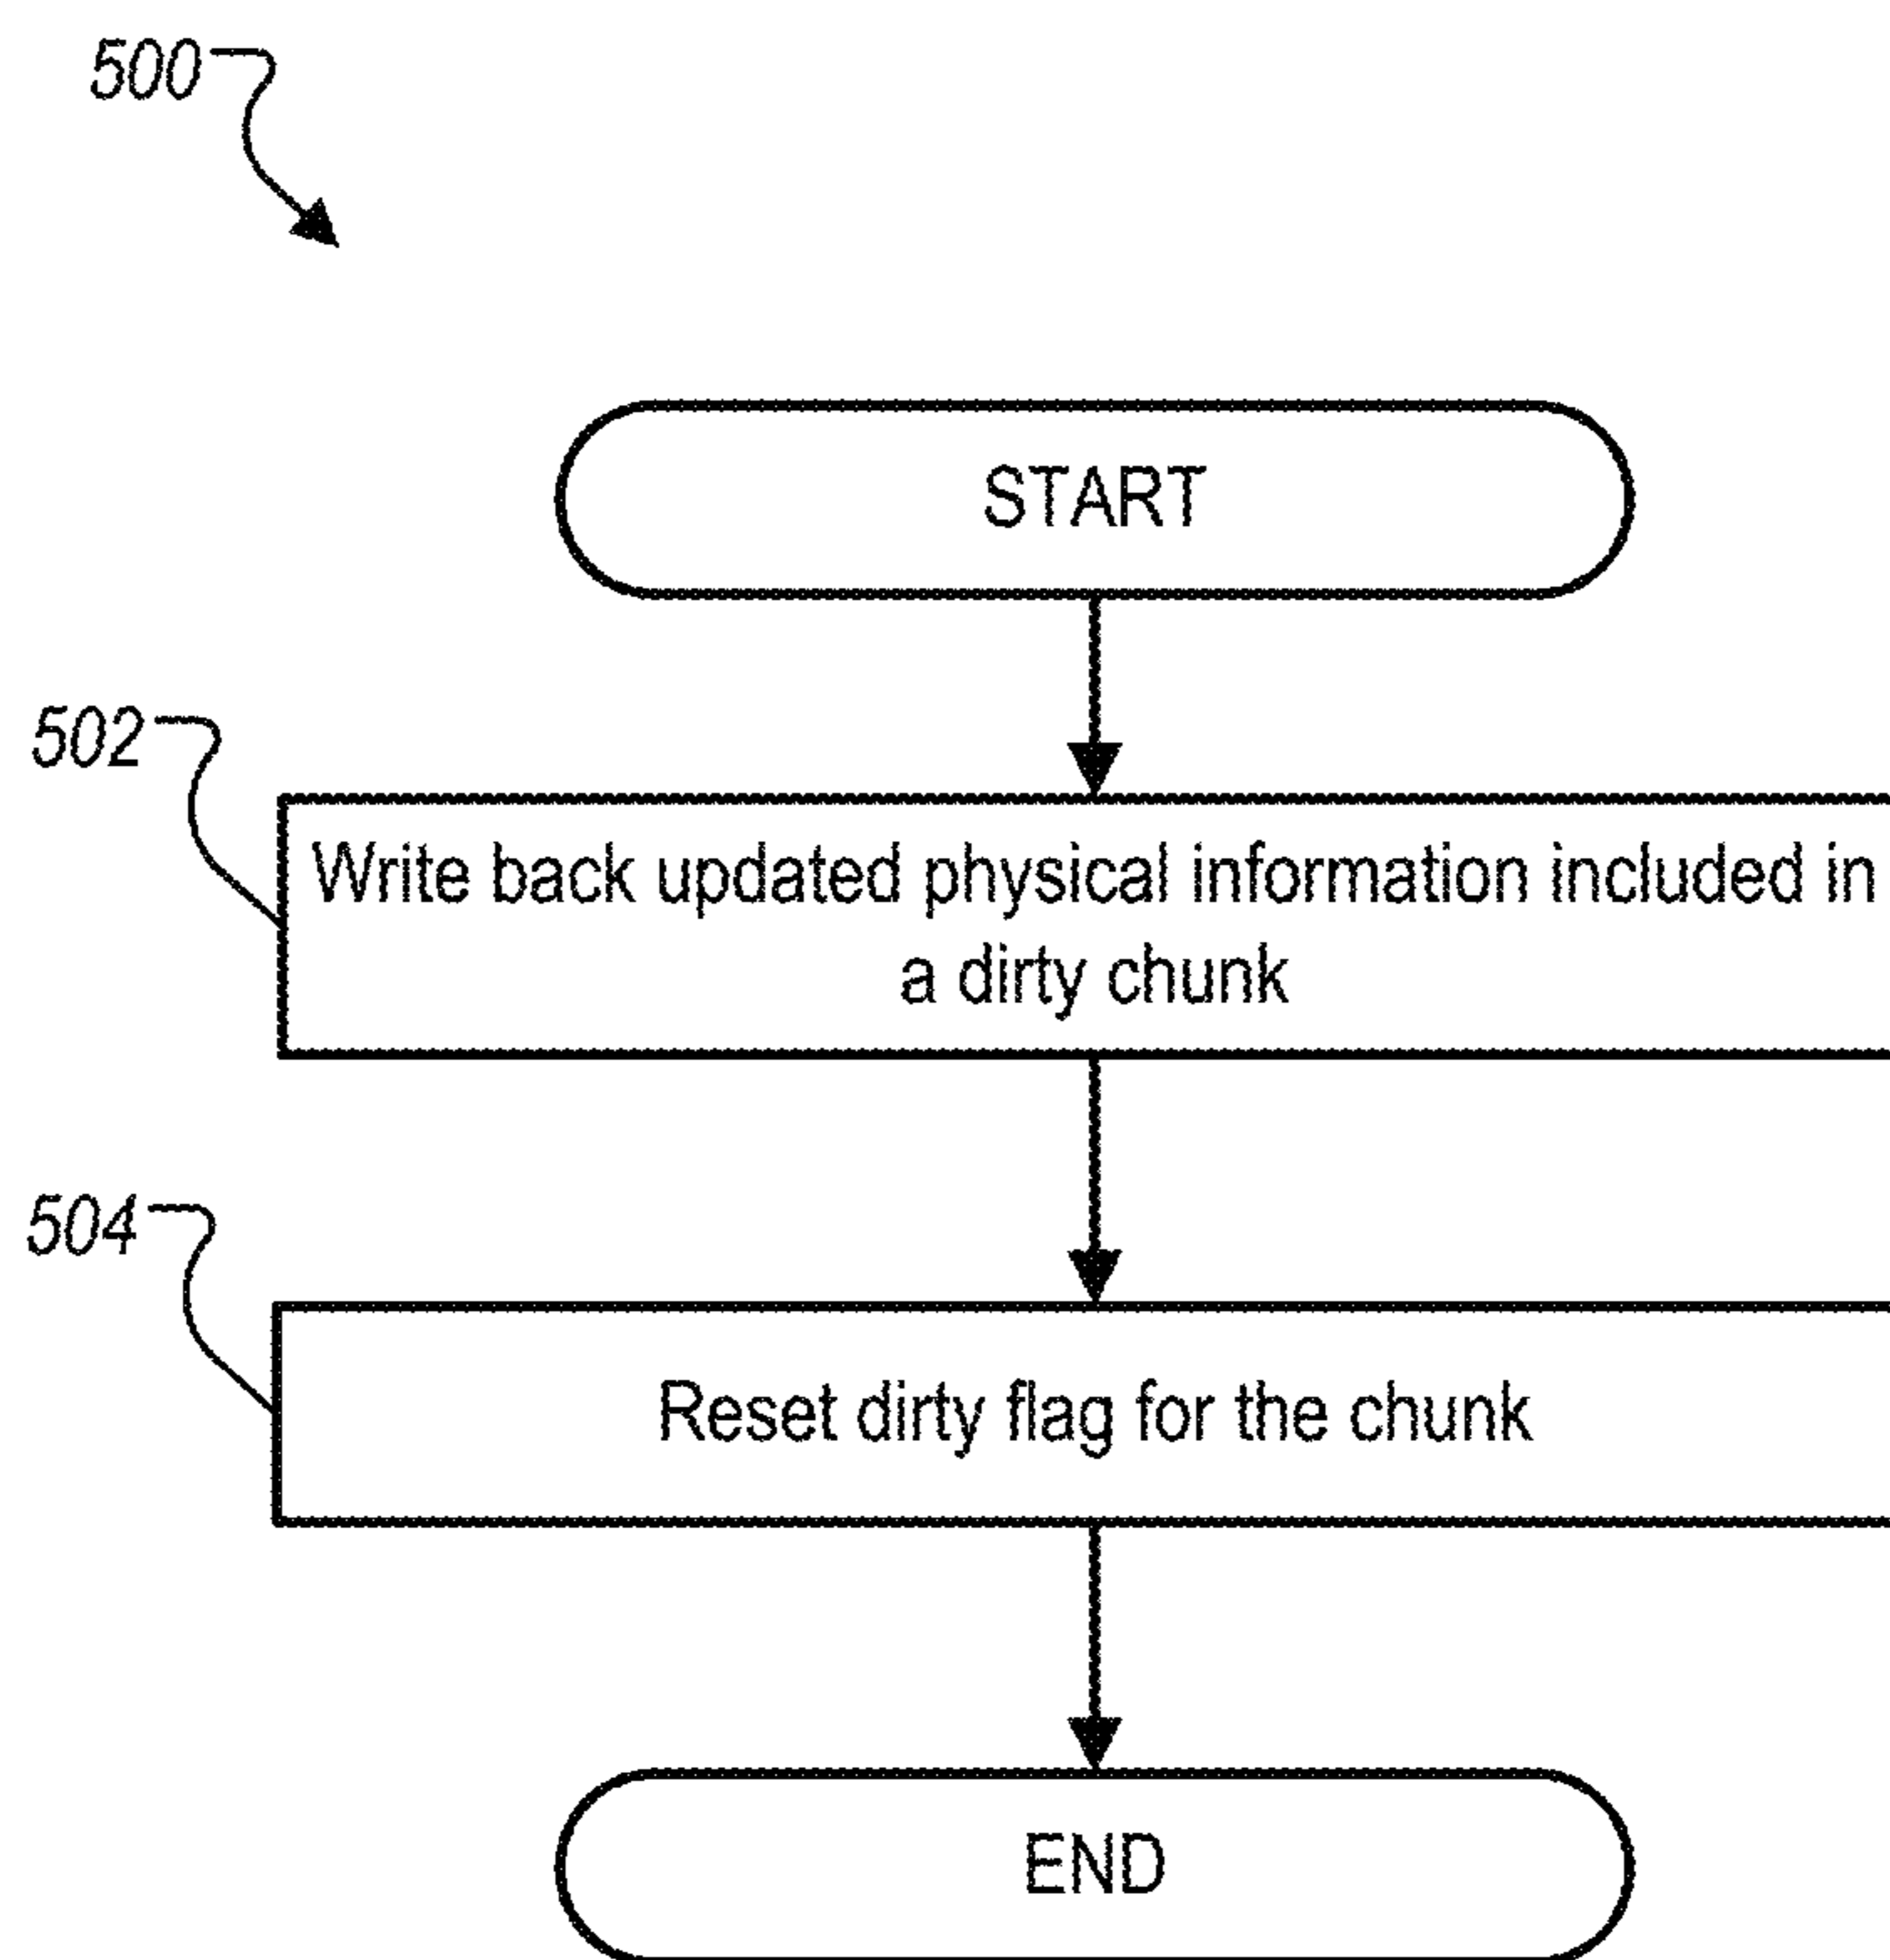 500
START
502
Write back updated physical information included in
a dirty chunk
504
Reset dirty flag for the chunk
END